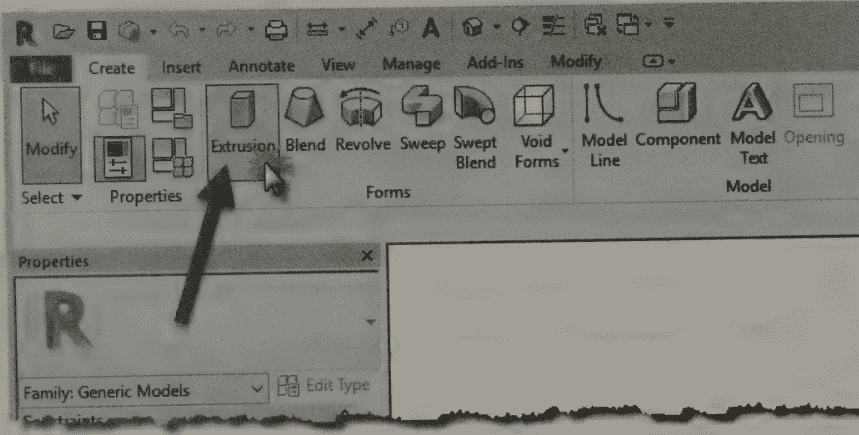 File Create Insert Annotate View Manage Add-Ins Modify
Modify Extrusion Blend Revolve Sweep Swept Blend Void Forms Model Line Component Model Text Opening
Select Properties Forms Model
Properties
Family: Generic Models Edit Type
Constraints